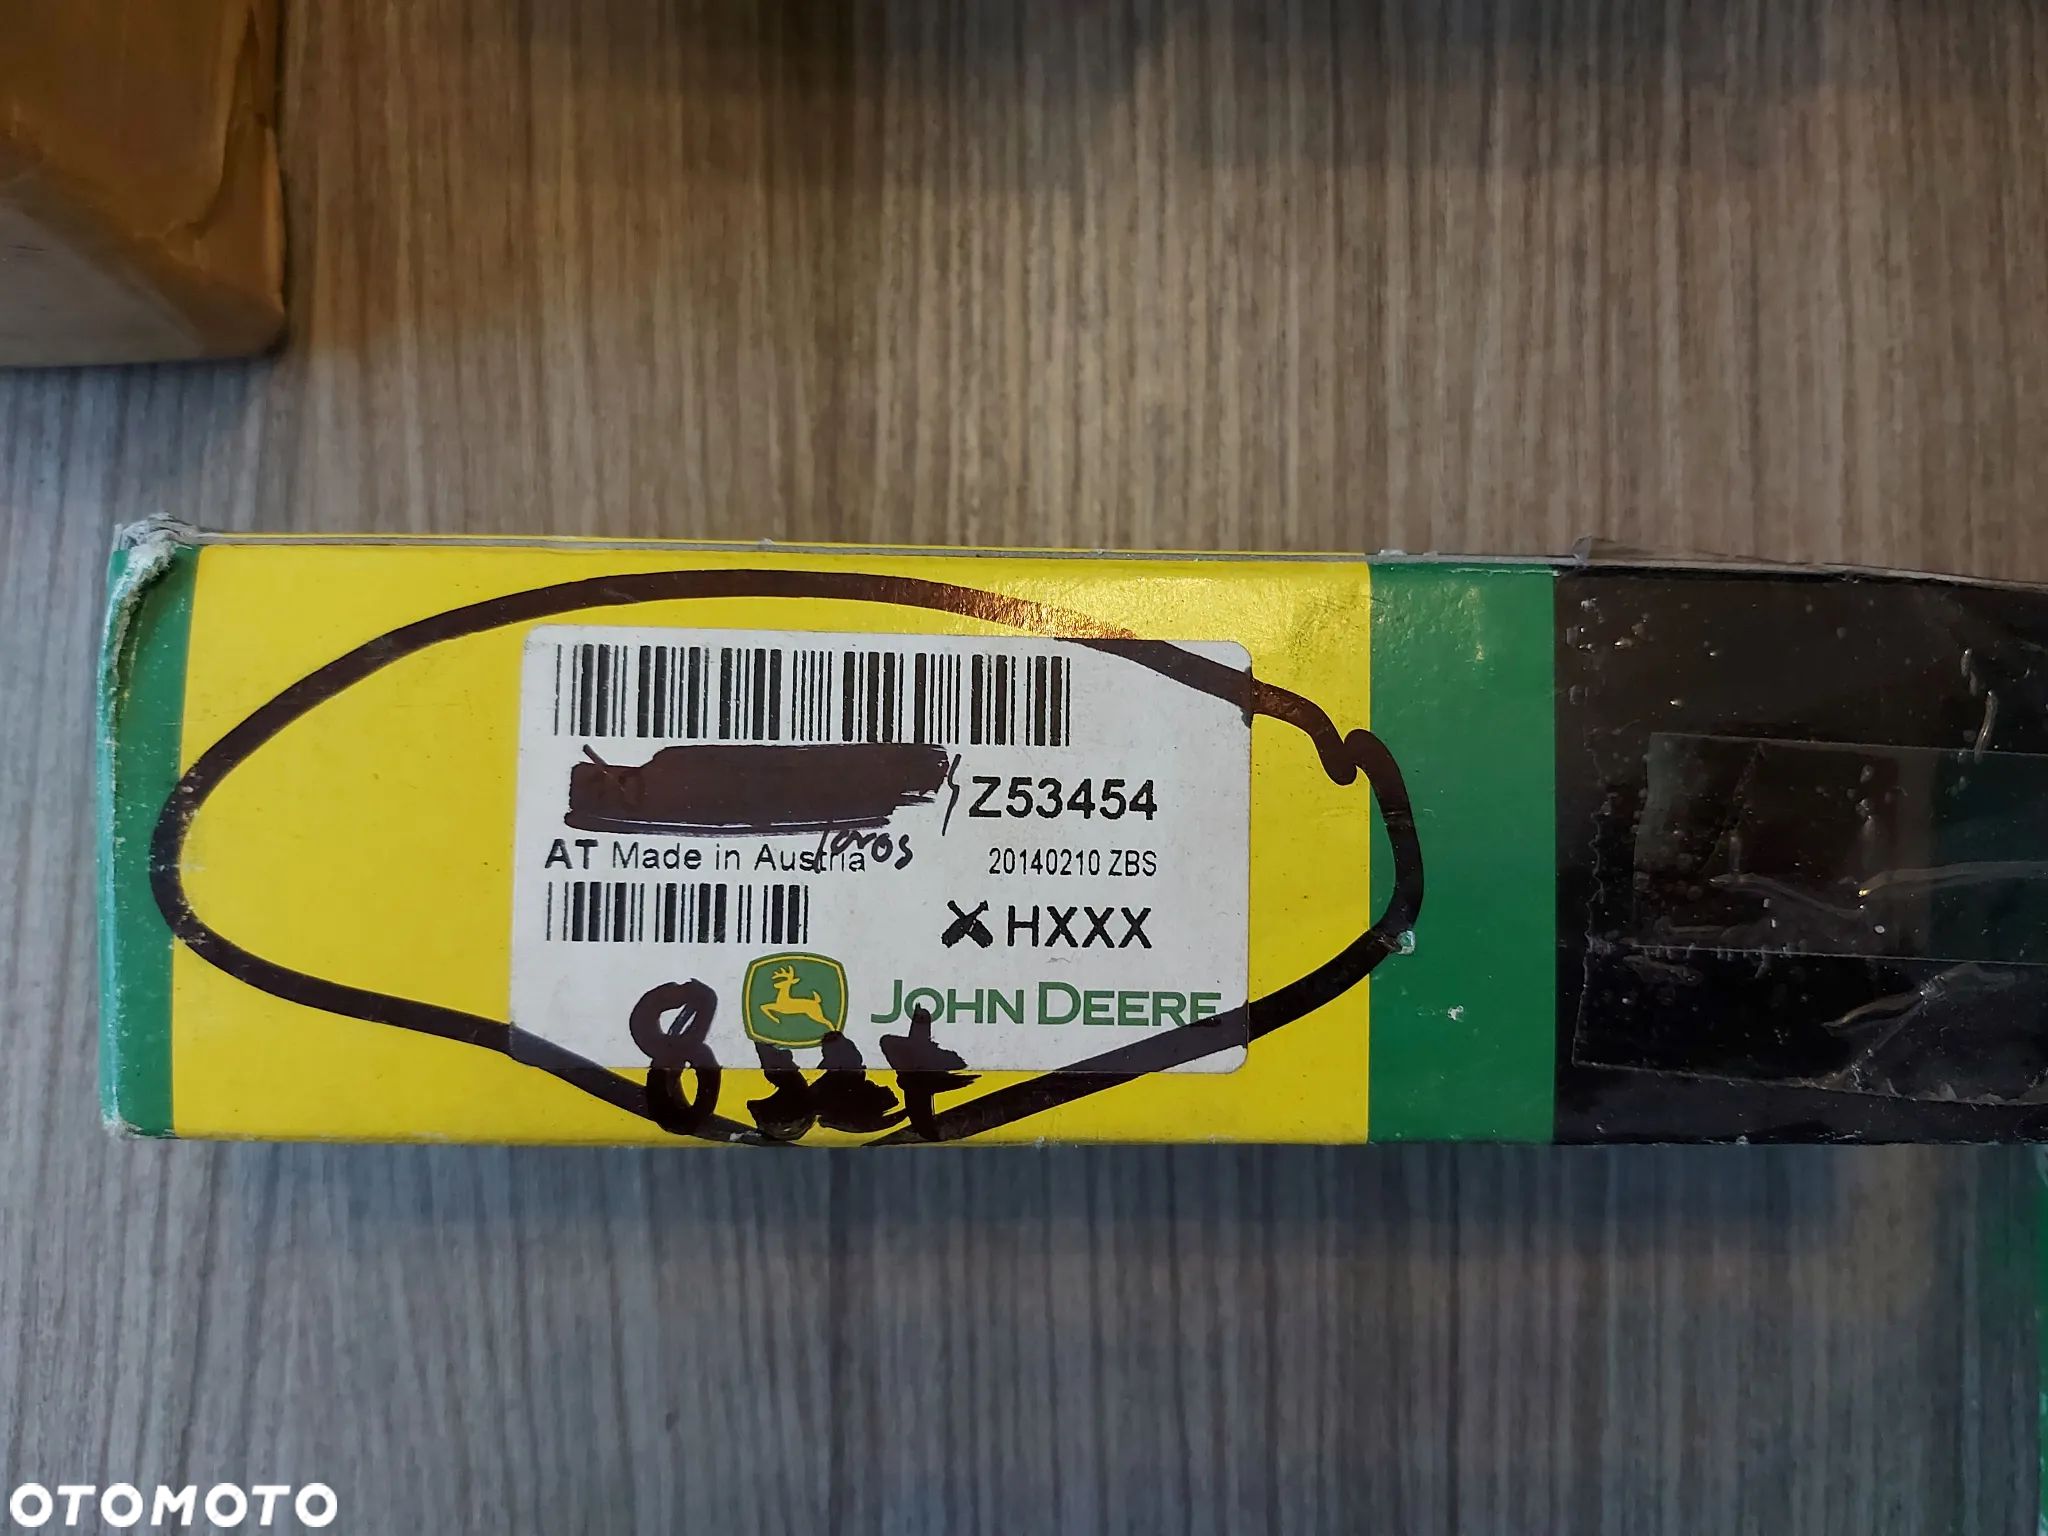 Z53454
AT Made in Austria
20140210 ZBS
HXXX
JOHN DEERE
8 szt
OTOMOTO